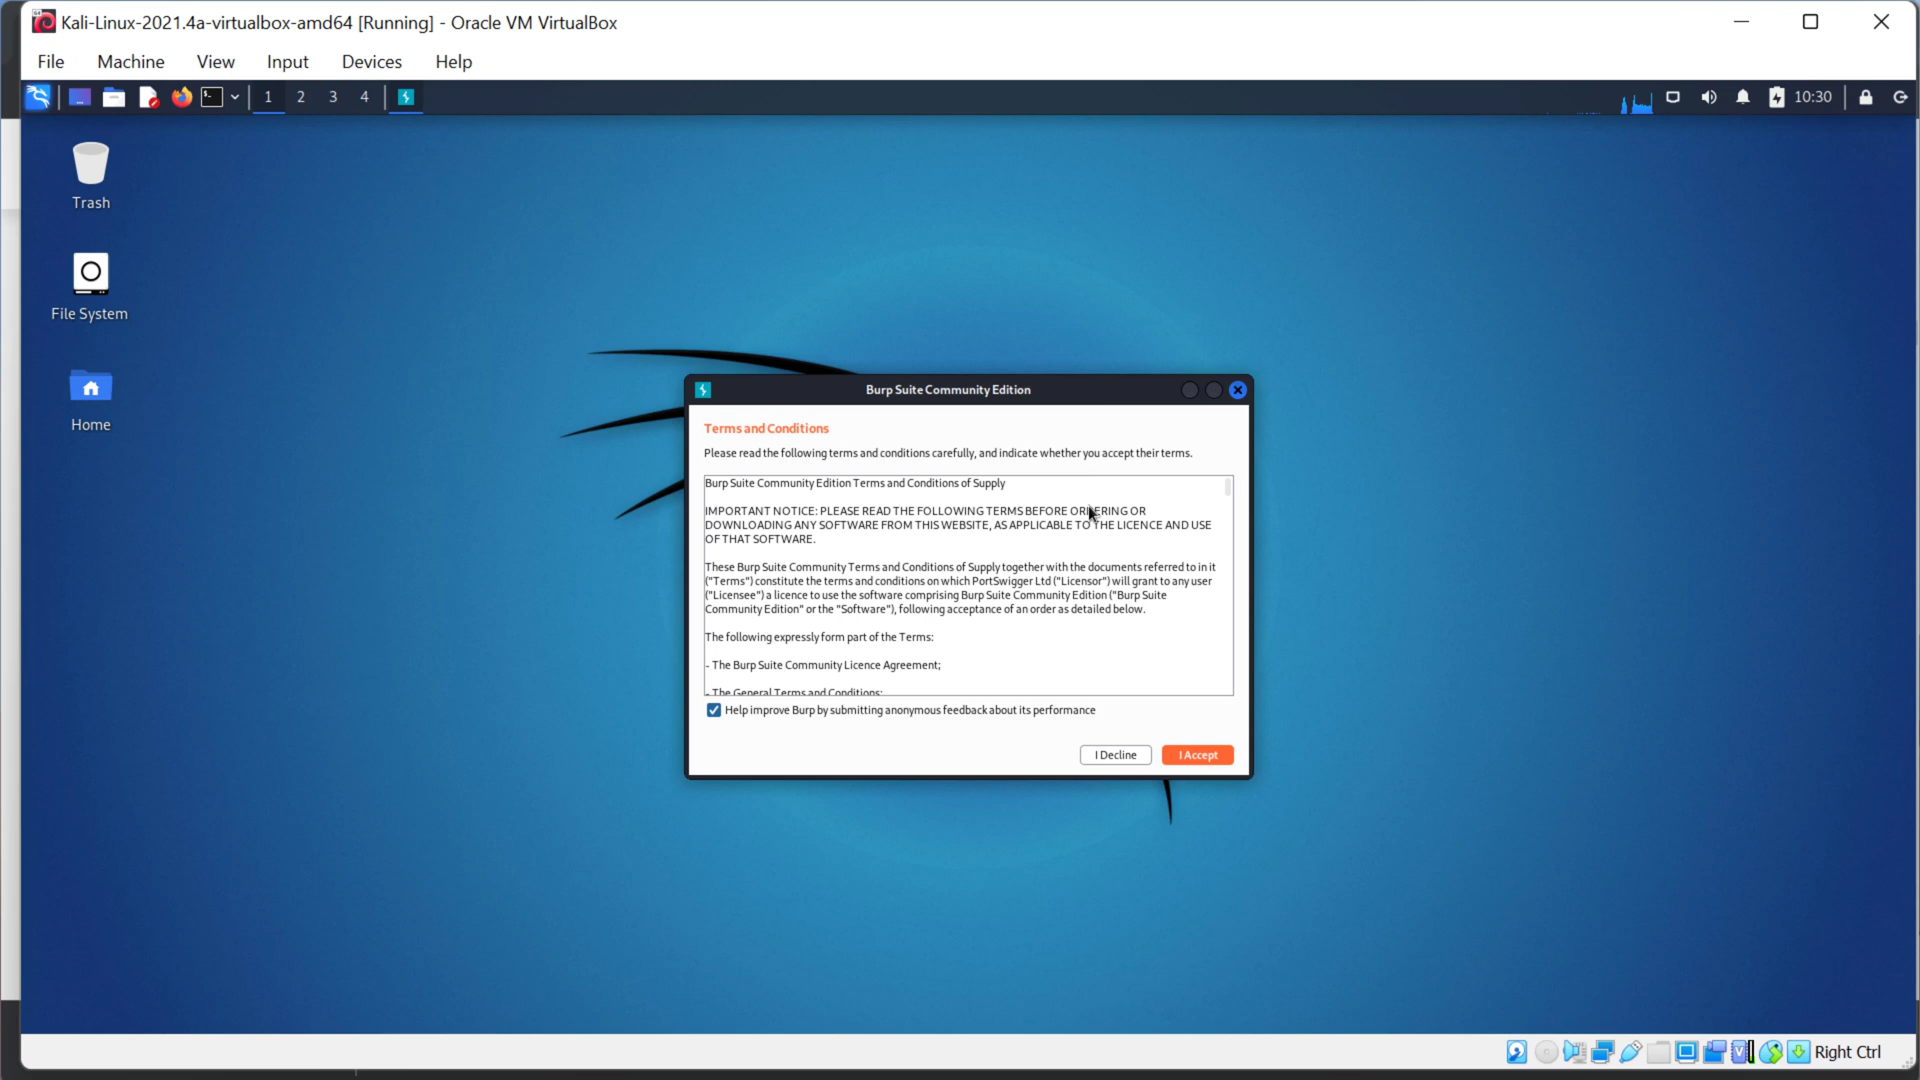 Kali-Linux-2021.4a-virtualbox-amd64 [Running] - Oracle VM VirtualBox
File Machine View Input Devices Help
1 2 3 4 10:30
Trash
File System
Home
Burp Suite Community Edition
Terms and Conditions
Please read the following terms and conditions carefully, and indicate whether you accept their terms.
Burp Suite Community Edition Terms and Conditions of Supply
IMPORTANT NOTICE: PLEASE READ THE FOLLOWING TERMS BEFORE ORDERING OR
DOWNLOADING ANY SOFTWARE FROM THIS WEBSITE, AS APPLICABLE TO THE LICENCE AND USE
OF THAT SOFTWARE.
These Burp Suite Community Terms and Conditions of Supply together with the documents referred to in it
("Terms") constitute the terms and conditions on which PortSwigger Ltd ("Licensor") will grant to any user
("Licensee") a licence to use the software comprising Burp Suite Community Edition ("Burp Suite
Community Edition" or the "Software"), following acceptance of an order as detailed below.
The following expressly form part of the Terms:
- The Burp Suite Community Licence Agreement;
- The General Terms and Conditions;
Help improve Burp by submitting anonymous feedback about its performance
I Decline I Accept
Right Ctrl